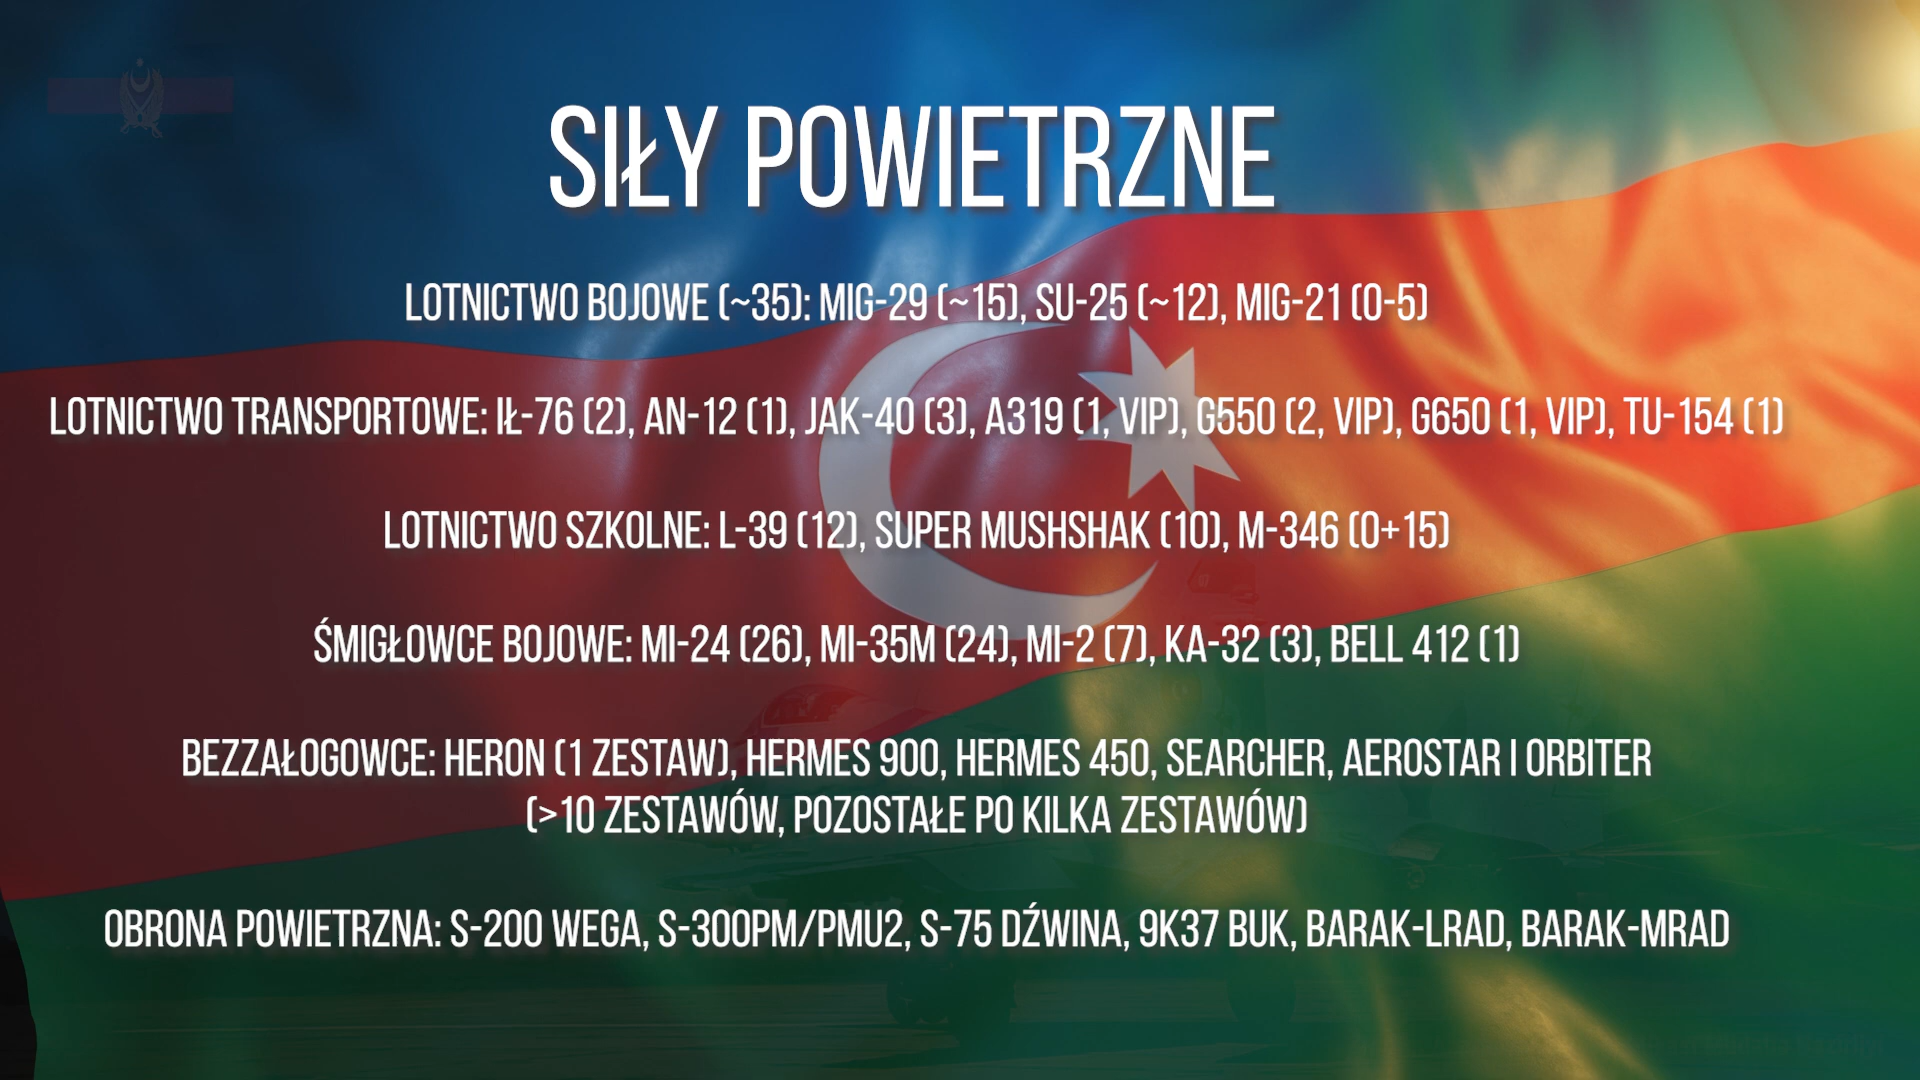 SIŁY POWIETRZNE
LOTNICTWO BOJOWE (~35): MIG-29 (~15), SU-25 (~12), MIG-21 (0-5)
LOTNICTWO TRANSPORTOWE: IŁ-76 (2), AN-12 (1), JAK-40 (3), A319 (1, VIP), G550 (2, VIP), G650 (1, VIP), TU-154 (1)
LOTNICTWO SZKOLNE: L-39 (12), SUPER MUSHSHAK (10), M-346 (0+15)
ŚMIGŁOWCE BOJOWE: MI-24 (26), MI-35M (24), MI-2 (7), KA-32 (3), BELL 412 (1)
BEZZAŁOGOWCE: HERON (1 ZESTAW), HERMES 900, HERMES 450, SEARCHER, AEROSTAR I ORBITER
(>10 ZESTAWÓW, POZOSTAŁE PO KILKA ZESTAWÓW)
OBRONA POWIETRZNA: S-200 WEGA, S-300PM/PMU2, S-75 DŹWINA, 9K37 BUK, BARAK-LRAD, BARAK-MRAD